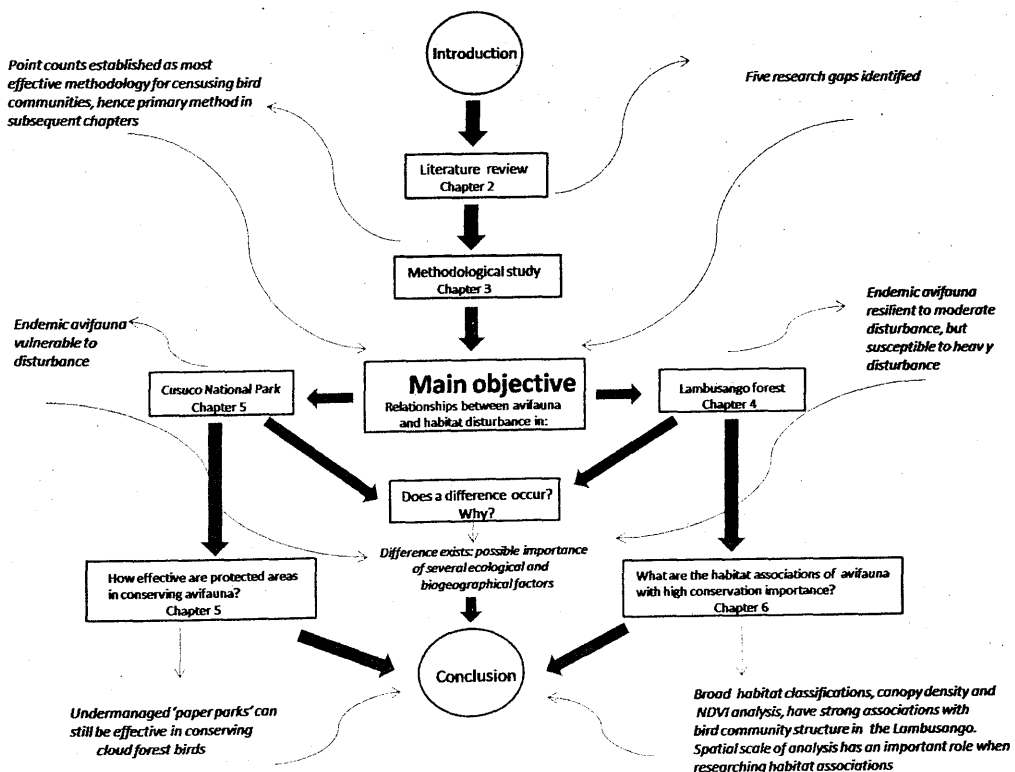 Introduction
Point counts established as most
effective methodology for censusing bird
communities, hence primary method in
subsequent chapters
Five research gaps identified
Literature review
Chapter 2
Methodological study
Chapter 3
Endemic avifauna
vulnerable to
disturbance
Endemic avifauna
resilient to moderate
disturbance, but
susceptible to heavy
disturbance
Cusuco National Park
Chapter 5
Main objective
Relationships between avifauna
and habitat disturbance in:
Lambusango forest
Chapter 4
Does a difference occur?
Why?
Difference exists: possible importance
of several ecological and
biogeographical factors
How effective are protected areas
in conserving avifauna?
Chapter 5
What are the habitat associations of avifauna
with high conservation importance?
Chapter 6
Conclusion
Undermanaged 'paper parks' can
still be effective in conserving
cloud forest birds
Broad habitat classifications, canopy density and
NDVI analysis, have strong associations with
bird community structure in the Lambusango.
Spatial scale of analysis has an important role when
researching habitat associations